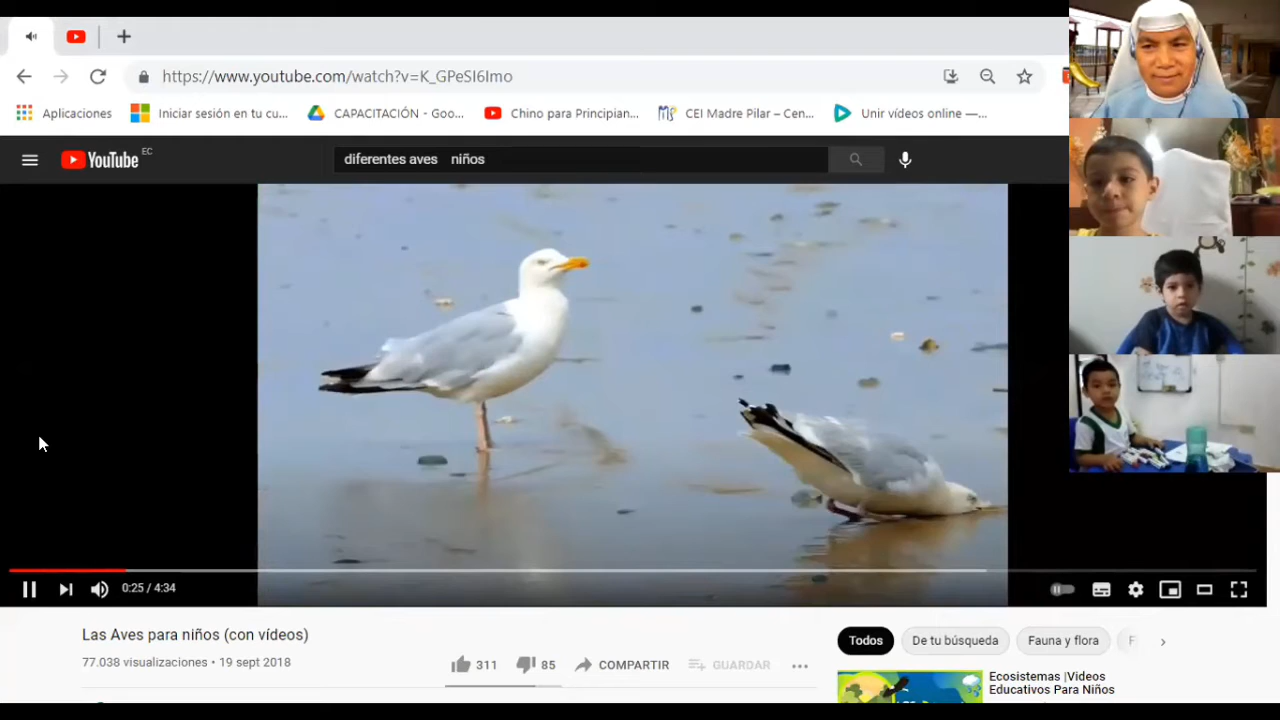 https://www.youtube.com/watch?v=K_GPeSI6Imo
Aplicaciones
Iniciar sesión en tu cu...
CAPACITACIÓN - Goo...
Chino para Principian...
CEI Madre Pilar – Cen...
Unir vídeos online —...
YouTube EC
diferentes aves niños
0:25 / 4:34
Las Aves para niños (con vídeos)
77.038 visualizaciones • 19 sept 2018
311
85
COMPARTIR
GUARDAR
Todos
De tu búsqueda
Fauna y flora
Ecosistemas |Videos
Educativos Para Niños